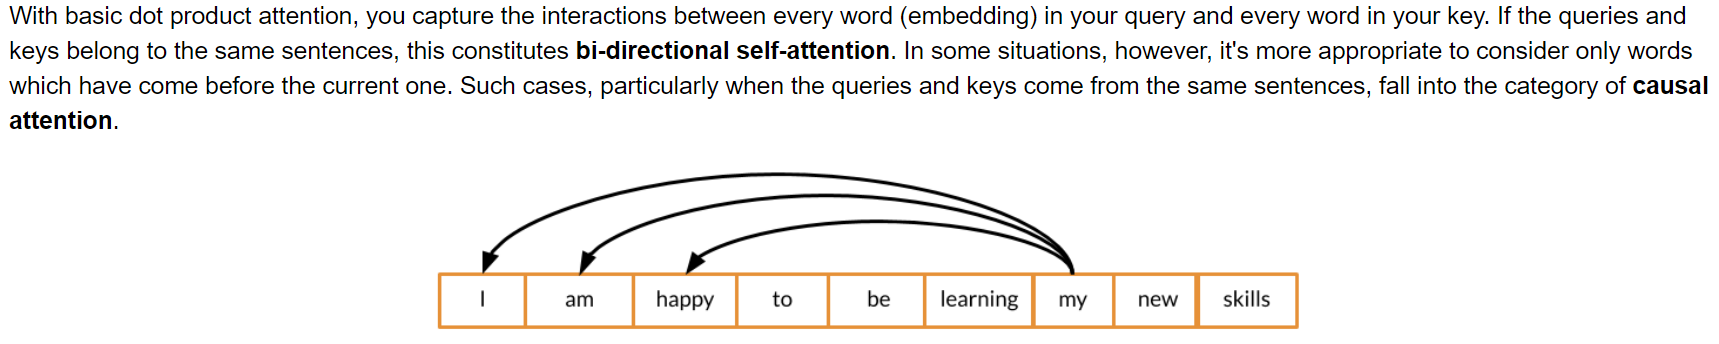 With basic dot product attention, you capture the interactions between every word (embedding) in your query and every word in your key. If the queries and
keys belong to the same sentences, this constitutes bi-directional self-attention. In some situations, however, it's more appropriate to consider only words
which have come before the current one. Such cases, particularly when the queries and keys come from the same sentences, fall into the category of causal
attention.
I am happy to be learning my new skills